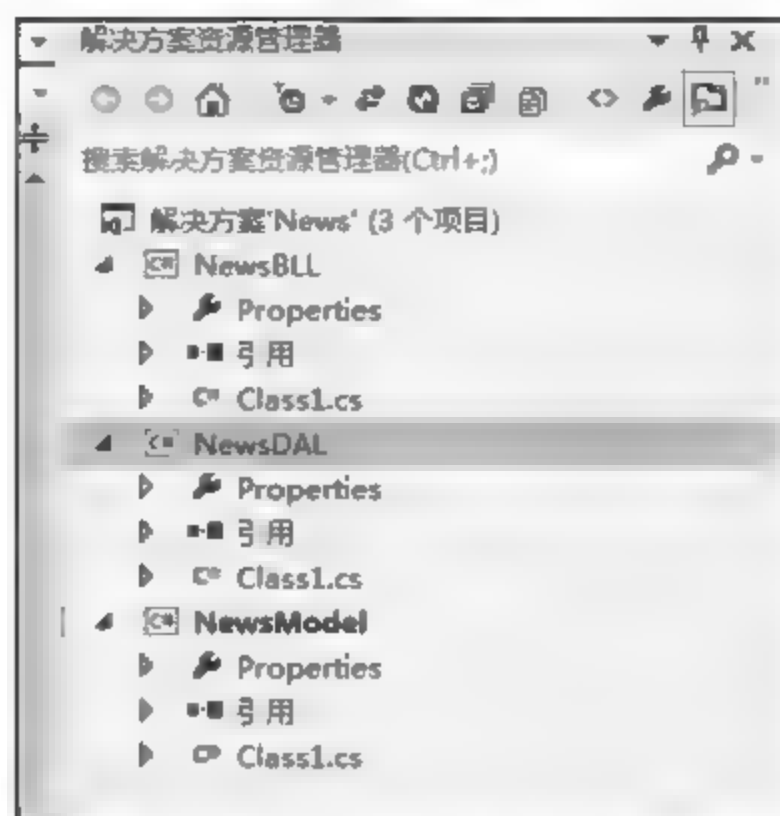 解决方案资源管理器
搜索解决方案资源管理器(Ctrl+;)
解决方案'News' (3 个项目)
C# NewsBLL
Properties
引用
C# Class1.cs
C# NewsDAL
Properties
引用
C# Class1.cs
C# NewsModel
Properties
引用
C# Class1.cs